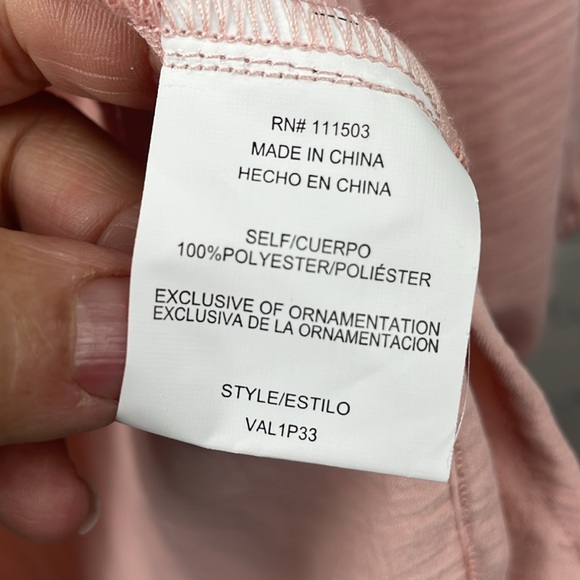 RN# 111503
MADE IN CHINA
HECHO EN CHINA
SELF/CUERPO
100%POLYESTER/POLIÉSTER
EXCLUSIVE OF ORNAMENTATION
EXCLUSIVA DE LA ORNAMENTACION
STYLE/ESTILO
VAL1P33